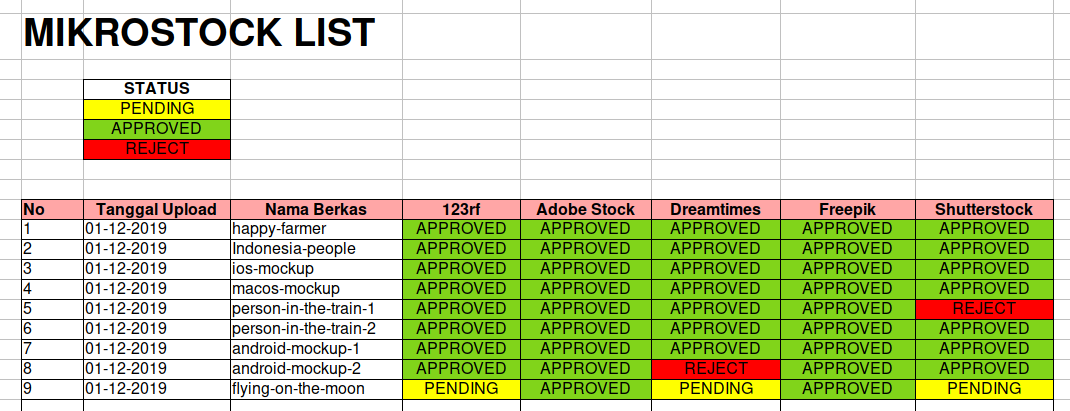 MIKROSTOCK LIST
STATUS
PENDING
APPROVED
REJECT
No Tanggal Upload Nama Berkas 123rf Adobe Stock Dreamtimes Freepik Shutterstock
1 01-12-2019 happy-farmer APPROVED APPROVED APPROVED APPROVED APPROVED
2 01-12-2019 Indonesia-people APPROVED APPROVED APPROVED APPROVED APPROVED
3 01-12-2019 ios-mockup APPROVED APPROVED APPROVED APPROVED APPROVED
4 01-12-2019 macos-mockup APPROVED APPROVED APPROVED APPROVED APPROVED
5 01-12-2019 person-in-the-train-1 APPROVED APPROVED APPROVED APPROVED REJECT
6 01-12-2019 person-in-the-train-2 APPROVED APPROVED APPROVED APPROVED APPROVED
7 01-12-2019 android-mockup-1 APPROVED APPROVED APPROVED APPROVED APPROVED
8 01-12-2019 android-mockup-2 APPROVED APPROVED REJECT APPROVED APPROVED
9 01-12-2019 flying-on-the-moon PENDING APPROVED PENDING APPROVED PENDING